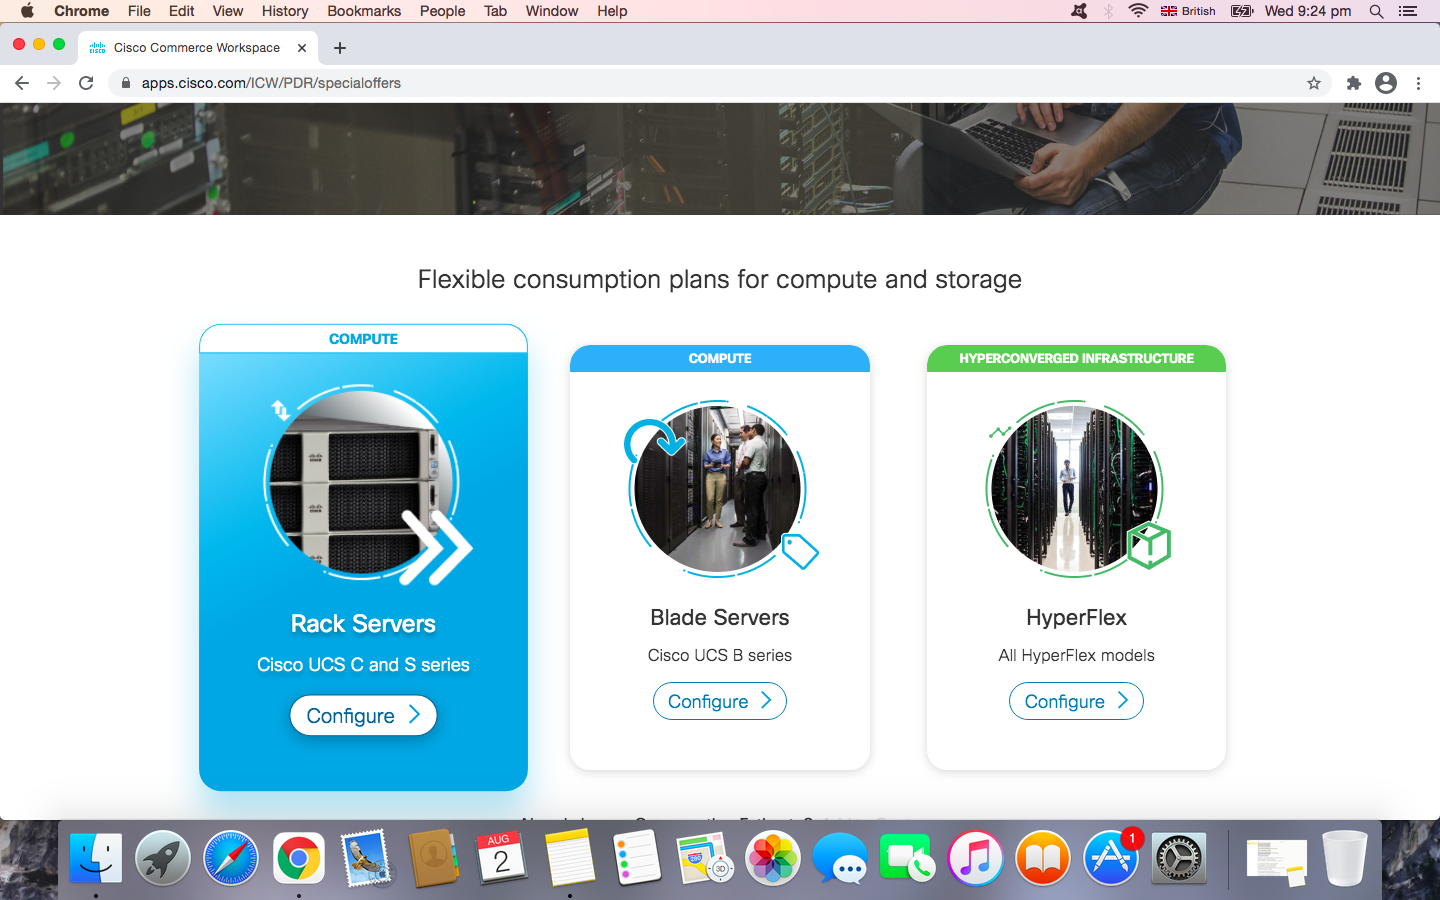 Chrome File Edit View History Bookmarks People Tab Window Help British Wed 9:24 pm
Cisco Commerce Workspace
apps.cisco.com/ICW/PDR/specialoffers
Flexible consumption plans for compute and storage
COMPUTE
Rack Servers
Cisco UCS C and S series
Configure
COMPUTE
Blade Servers
Cisco UCS B series
Configure
HYPERCONVERGED INFRASTRUCTURE
HyperFlex
All HyperFlex models
Configure
AUG
2
280
3D
1